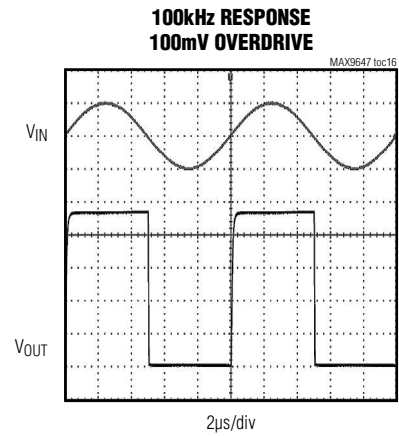 100kHz RESPONSE
100mV OVERDRIVE
MAX9647 toc16
VIN
VOUT
2µs/div